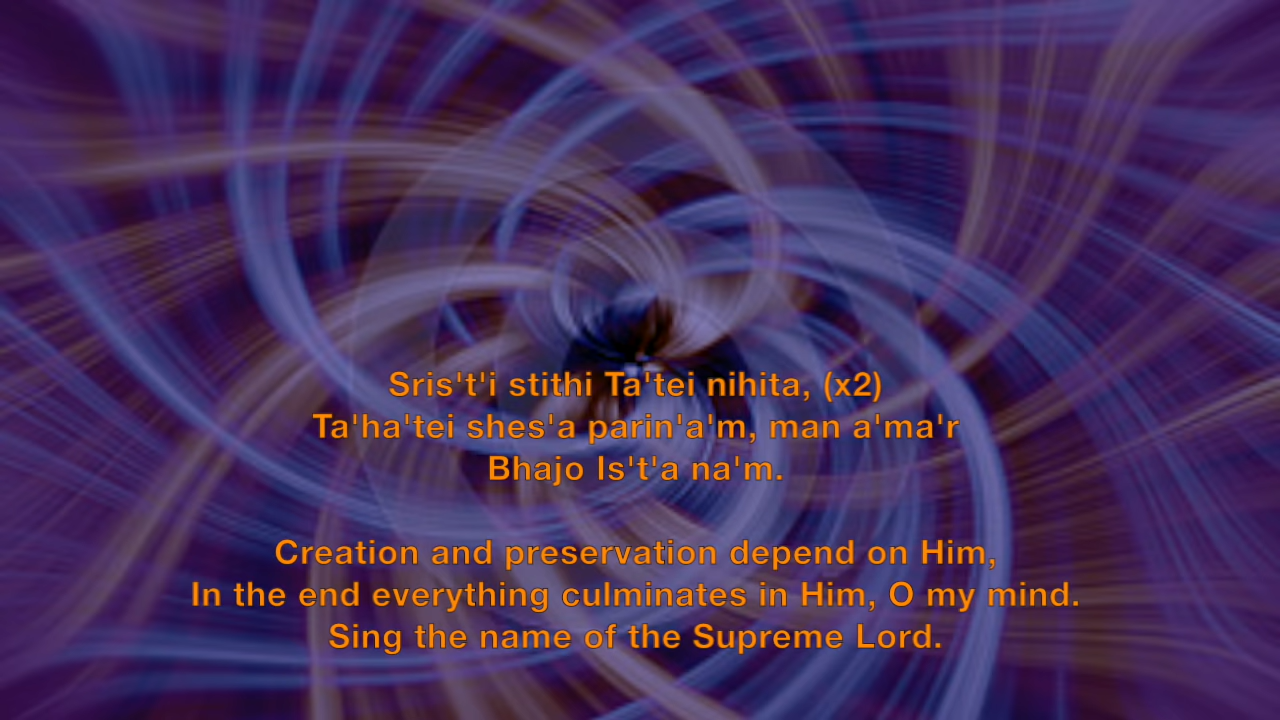 Sris't'i stithi Ta'tei nihita, (x2)
Ta'ha'tei shes'a parin'a'm, man a'ma'r
Bhajo Is't'a na'm.
Creation and preservation depend on Him,
In the end everything culminates in Him, O my mind.
Sing the name of the Supreme Lord.